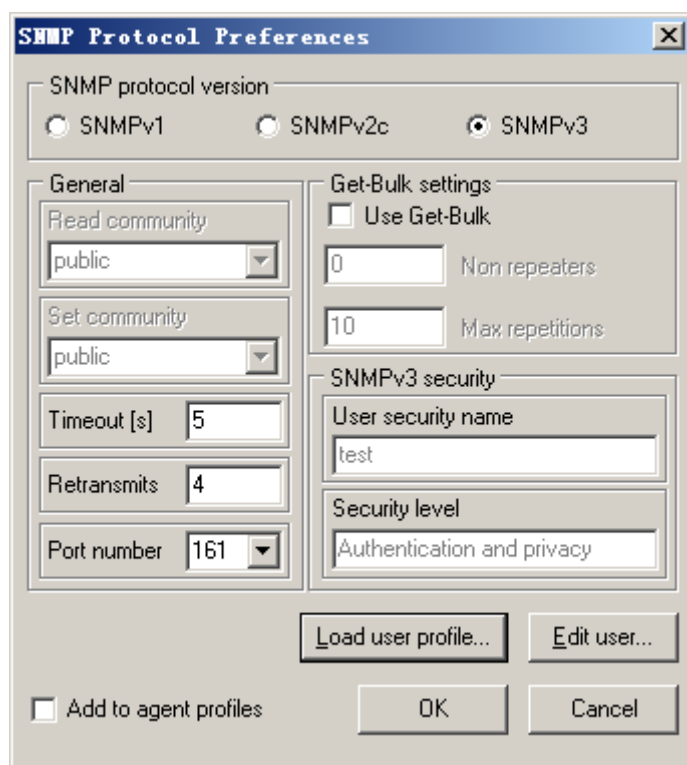 SNMP Protocol Preferences
SNMP protocol version
SNMPv1
SNMPv2c
SNMPv3
General
Read community
public
Set community
public
Timeout [s]
5
Retransmits
4
Port number
161
Get-Bulk settings
Use Get-Bulk
0
Non repeaters
10
Max repetitions
SNMPv3 security
User security name
test
Security level
Authentication and privacy
Load user profile...
Edit user...
Add to agent profiles
OK
Cancel